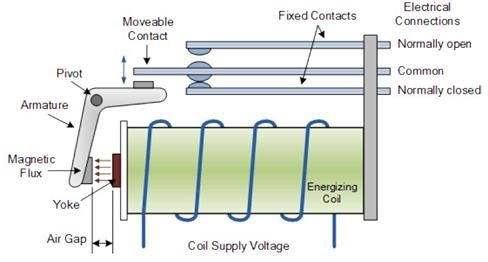 Moveable
Contact
Fixed Contacts
Electrical
Connections
Normally open
Common
Normally closed
Pivot
Armature
Magnetic
Flux
Yoke
Air Gap
Energizing
Coil
Coil Supply Voltage